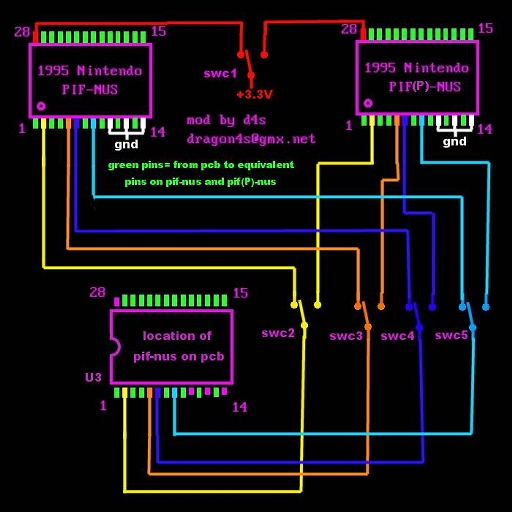 28
15
1995 Nintendo
PIF-NUS
1
14
gnd
swc1
+3.3V
28
15
1995 Nintendo
PIF(P)-NUS
1
14
gnd
mod by d4s
dragon4s@gmx.net
green pins= from pcb to equivalent
pins on pif-nus and pif(P)-nus
28
15
location of
pif-nus on pcb
U3
1
14
swc2
swc3
swc4
swc5